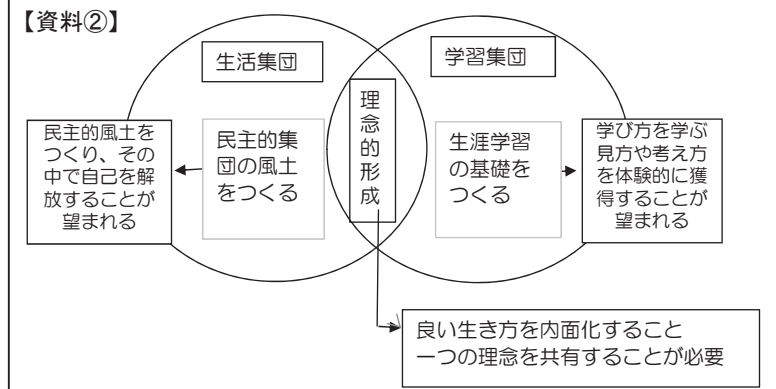 【資料②】
生活集団
学習集団
理
念
的
形
成
民主的風土を
つくり、その
中で自己を解
放することが
望まれる
民主的集
団の風土
をつくる
生涯学習
の基礎を
つくる
学び方を学ぶ
見方や考え方
を体験的に獲
得することが
望まれる
良い生き方を内面化すること
一つの理念を共有することが必要